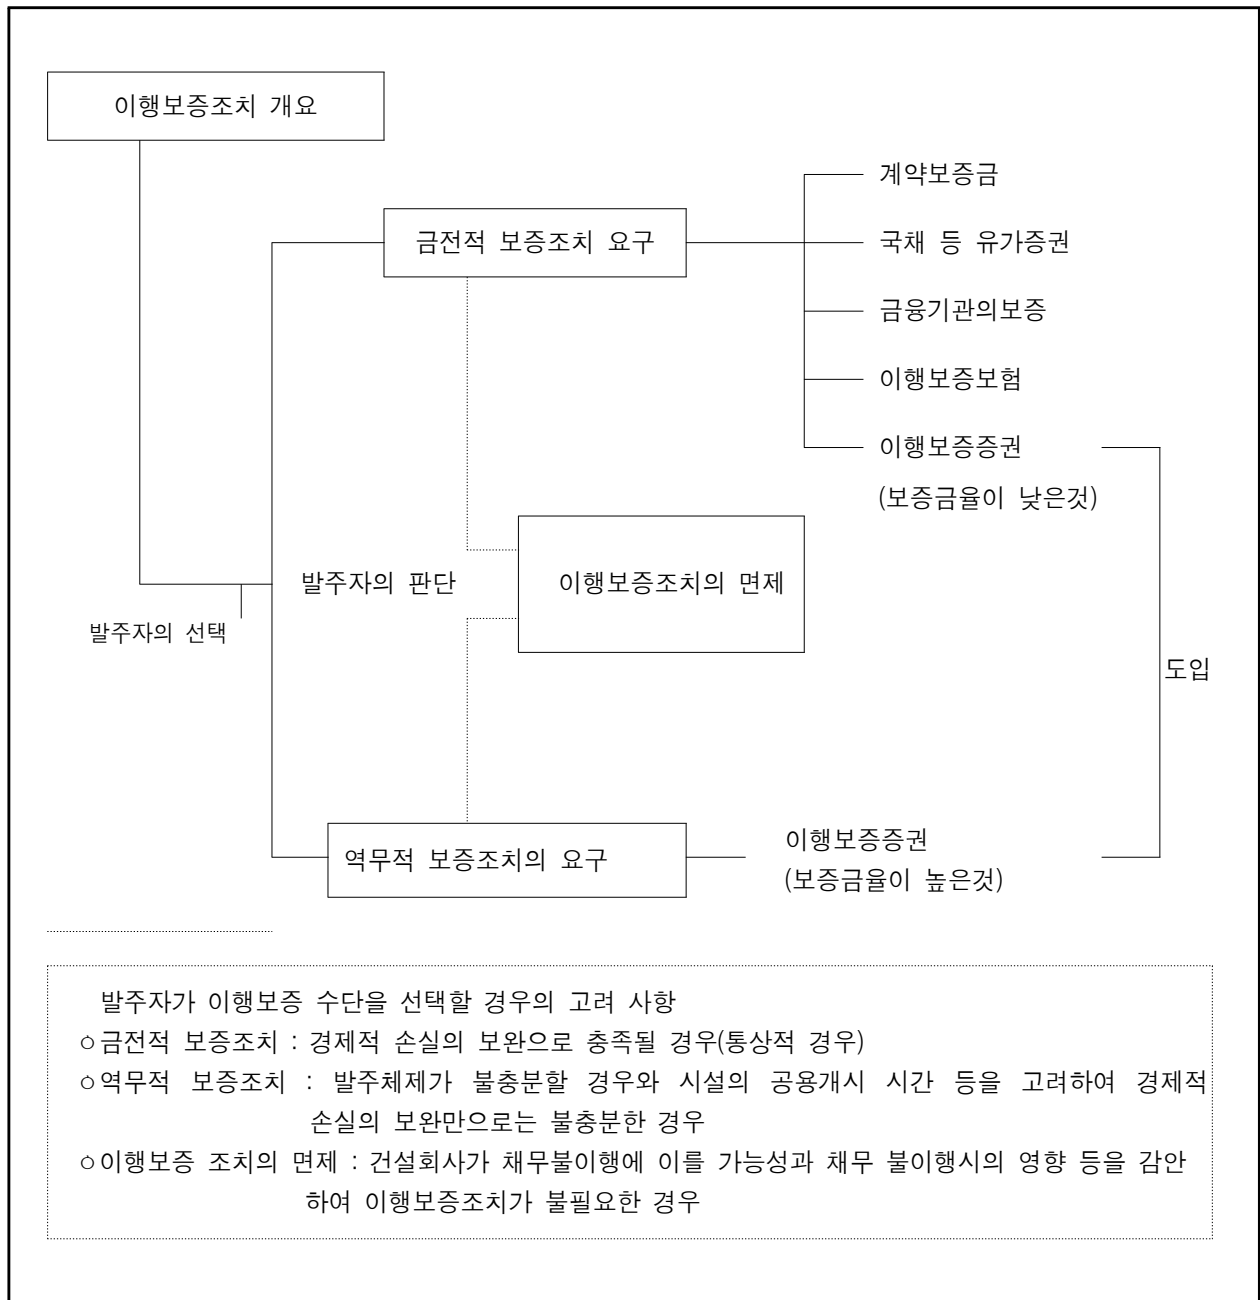 이행보증조치 개요
계약보증금
금전적 보증조치 요구
국채 등 유가증권
금융기관의보증
이행보증보험
이행보증증권
(보증금율이 낮은것)
발주자의 판단
이행보증조치의 면제
발주자의 선택
도입
역무적 보증조치의 요구
이행보증증권
(보증금율이 높은것)
발주자가 이행보증 수단을 선택할 경우의 고려 사항
ㅇ금전적 보증조치 : 경제적 손실의 보완으로 충족될 경우(통상적 경우)
ㅇ역무적 보증조치 : 발주체제가 불충분할 경우와 시설의 공용개시 시간 등을 고려하여 경제적
손실의 보완만으로는 불충분한 경우
ㅇ이행보증 조치의 면제 : 건설회사가 채무불이행에 이를 가능성과 채무 불이행시의 영향 등을 감안
하여 이행보증조치가 불필요한 경우